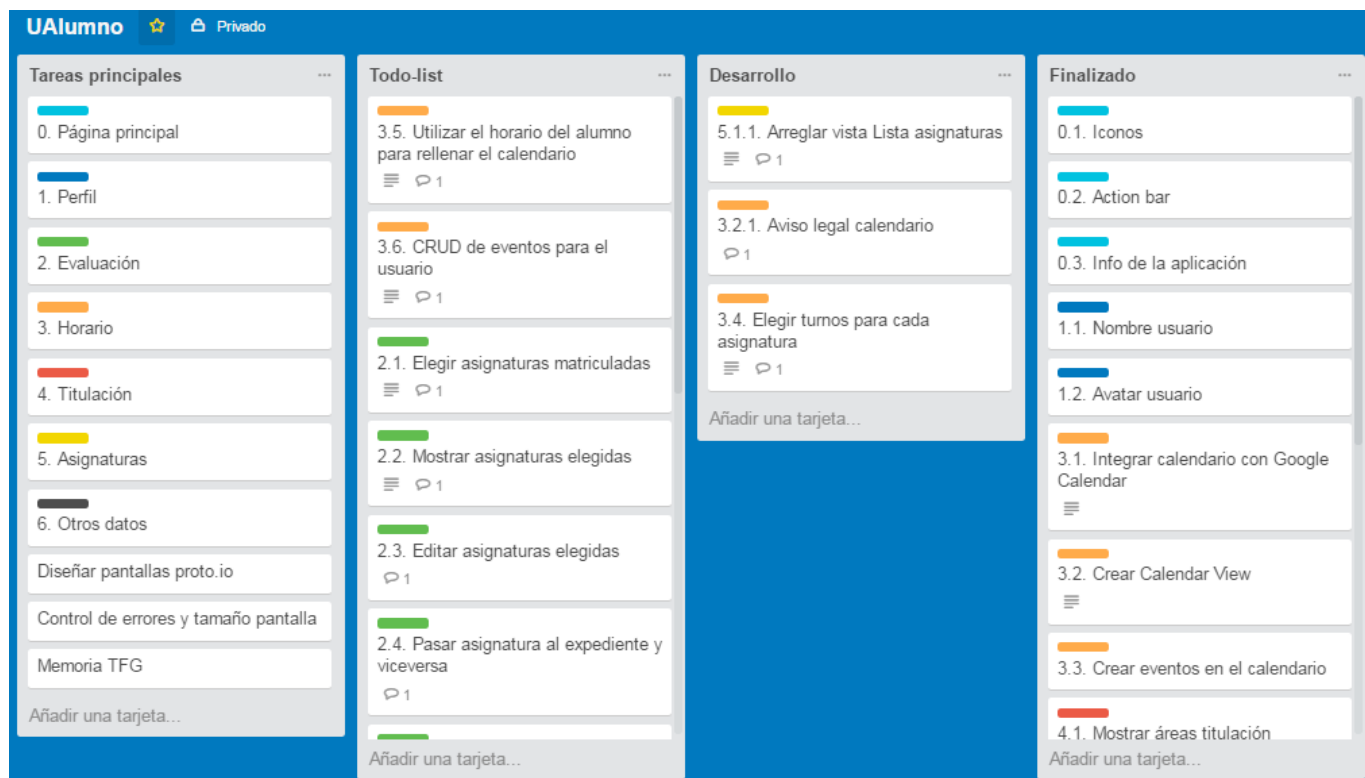 UAlumno
Privado
Tareas principales
0. Página principal
1. Perfil
2. Evaluación
3. Horario
4. Titulación
5. Asignaturas
6. Otros datos
Diseñar pantallas proto.io
Control de errores y tamaño pantalla
Memoria TFG
Añadir una tarjeta...
Todo-list
3.5. Utilizar el horario del alumno
para rellenar el calendario
1
3.6. CRUD de eventos para el
usuario
1
2.1. Elegir asignaturas matriculadas
1
2.2. Mostrar asignaturas elegidas
1
2.3. Editar asignaturas elegidas
1
2.4. Pasar asignatura al expediente y
viceversa
1
Añadir una tarjeta...
Desarrollo
5.1.1. Arreglar vista Lista asignaturas
1
3.2.1. Aviso legal calendario
1
3.4. Elegir turnos para cada
asignatura
1
Añadir una tarjeta...
Finalizado
0.1. Iconos
0.2. Action bar
0.3. Info de la aplicación
1.1. Nombre usuario
1.2. Avatar usuario
3.1. Integrar calendario con Google
Calendar
3.2. Crear Calendar View
3.3. Crear eventos en el calendario
4.1. Mostrar áreas titulación
Añadir una tarjeta...